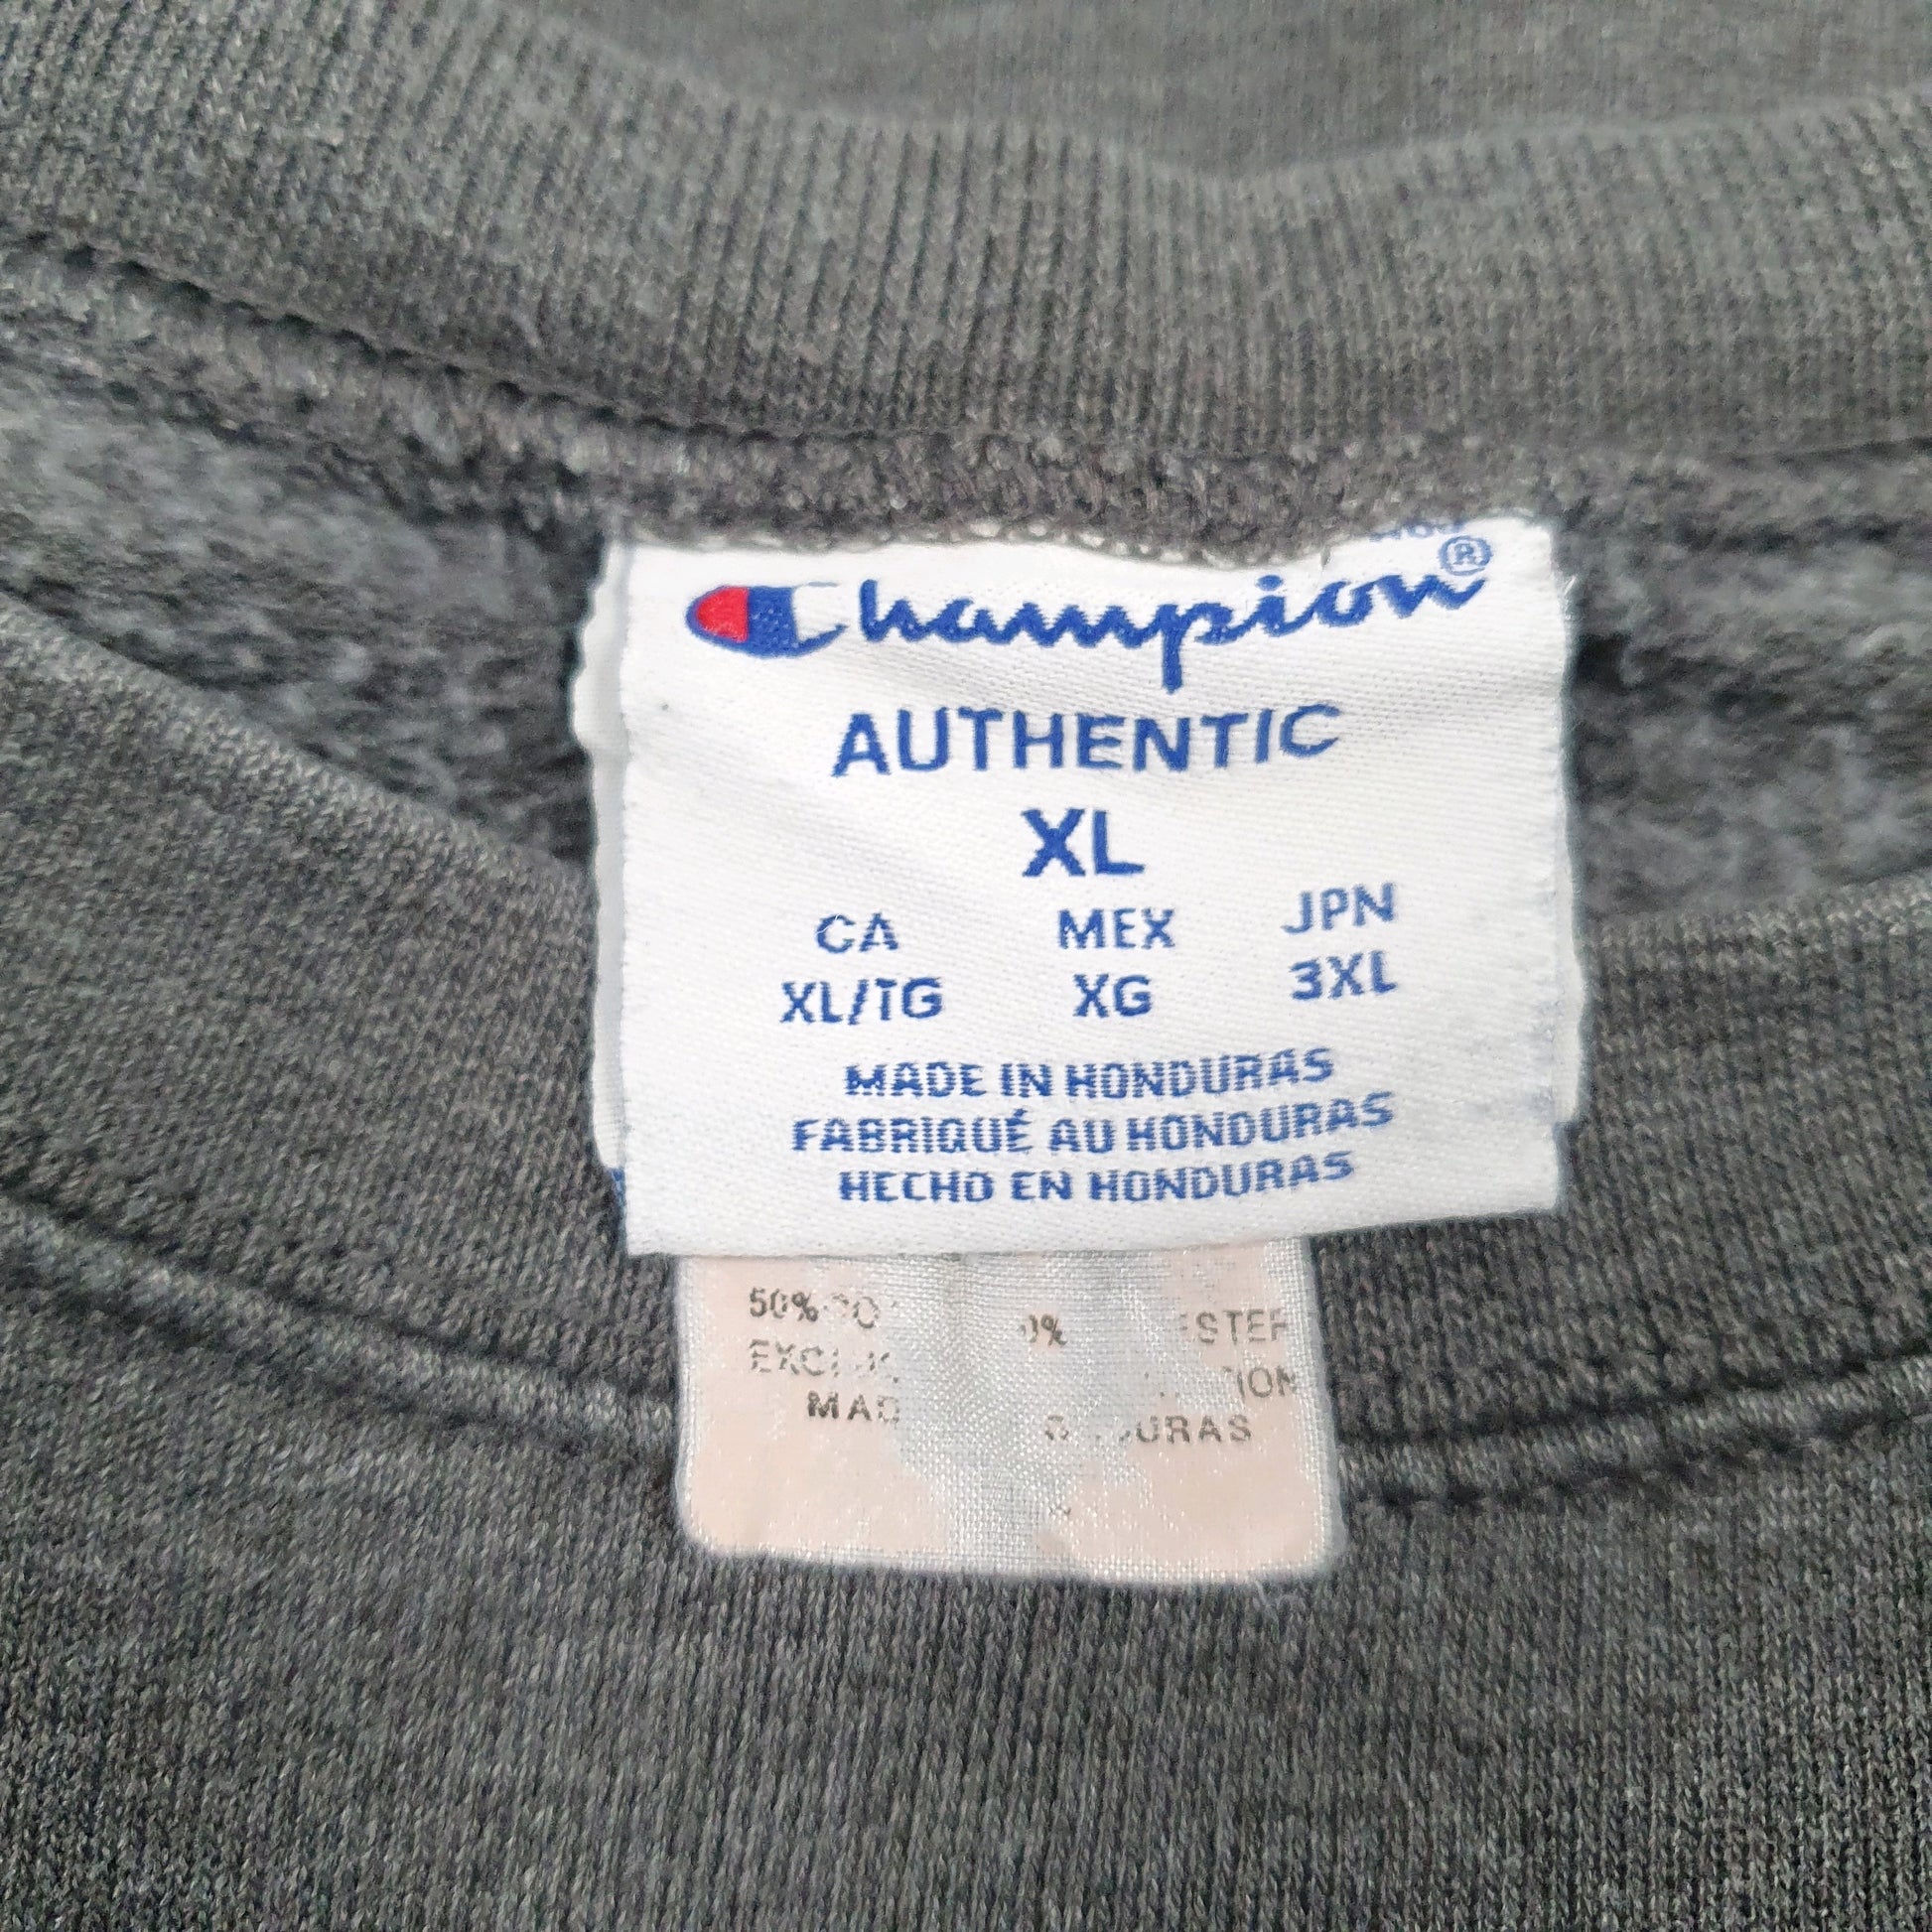 Champion®
AUTHENTIC
XL
CA MEX JPN
XL/TG XG 3XL
MADE IN HONDURAS
FABRIQUÉ AU HONDURAS
HECHO EN HONDURAS
50%